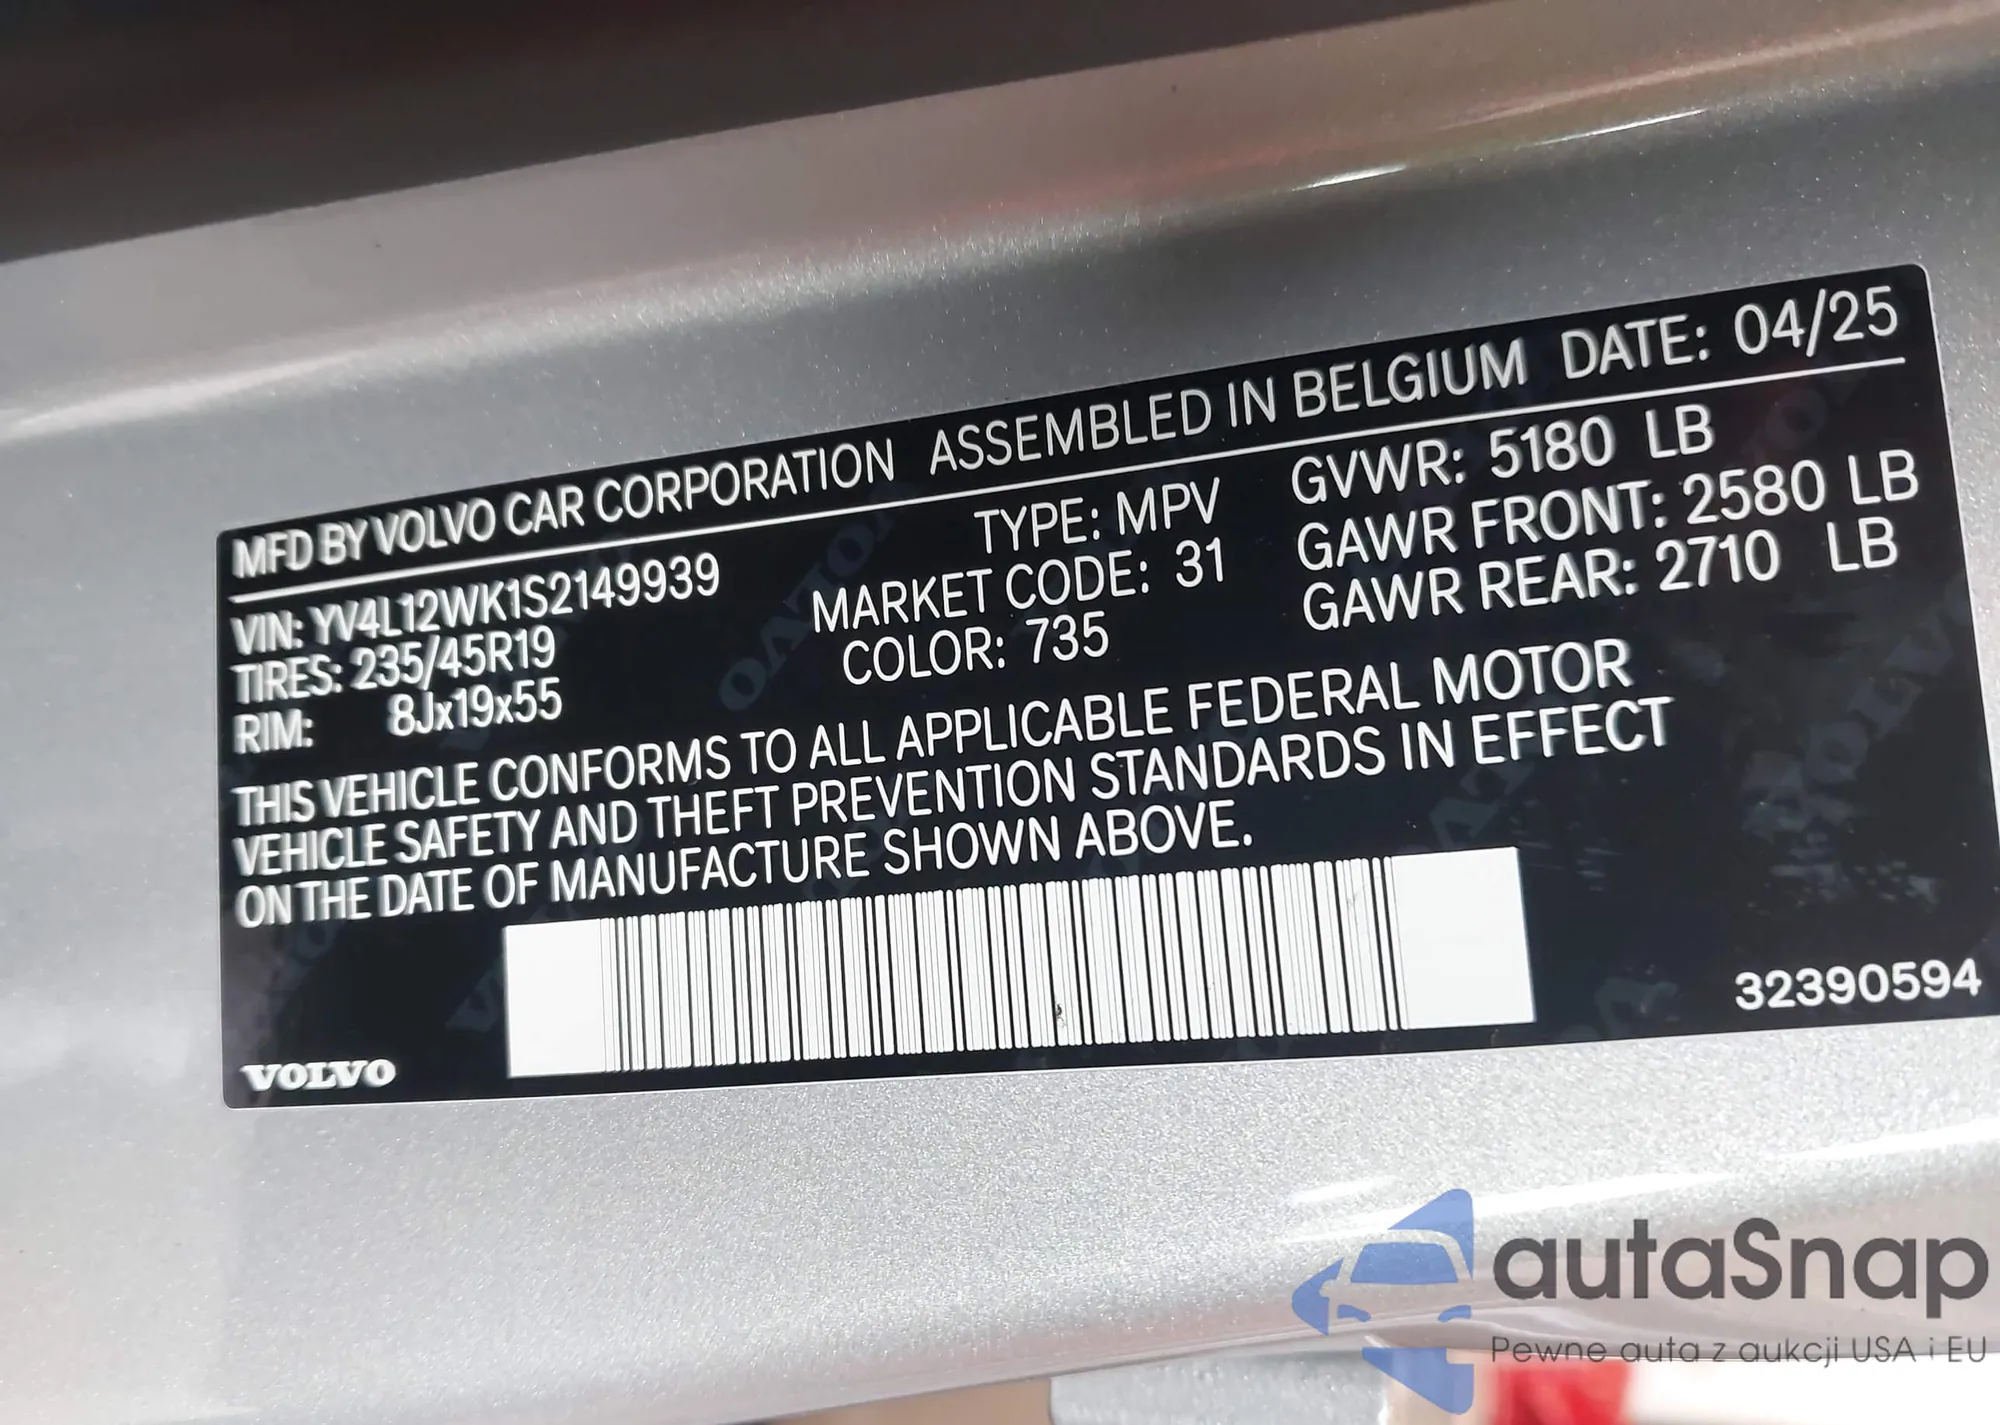 MFD BY VOLVO CAR CORPORATION ASSEMBLED IN BELGIUM DATE: 04/25
VIN: YV4L12WK1S2149939 TYPE: MPV GVWR: 5180 LB
TIRES: 235/45R19 MARKET CODE: 31 GAWR FRONT: 2580 LB
RIM: 8Jx19x55 COLOR: 735 GAWR REAR: 2710 LB
THIS VEHICLE CONFORMS TO ALL APPLICABLE FEDERAL MOTOR
VEHICLE SAFETY AND THEFT PREVENTION STANDARDS IN EFFECT
ON THE DATE OF MANUFACTURE SHOWN ABOVE.
VOLVO
32390594
autaSnap
Pewne auta z aukcji USA i EU